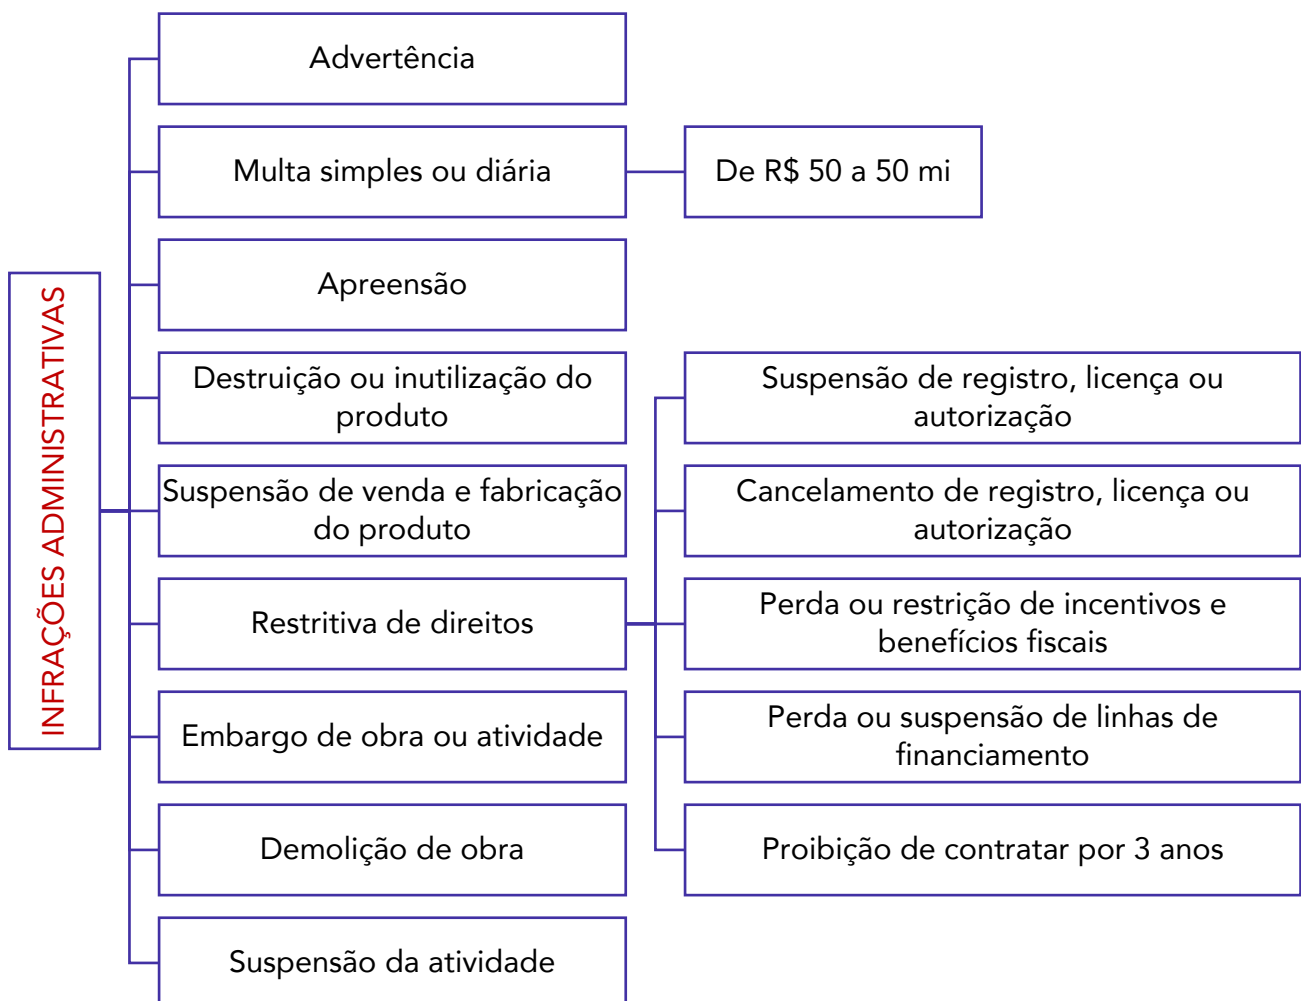 INFRAÇÕES ADMINISTRATIVAS
Advertência
Multa simples ou diária
De R$ 50 a 50 mi
Apreensão
Destruição ou inutilização do
produto
Suspensão de venda e fabricação
do produto
Restritiva de direitos
Suspensão de registro, licença ou
autorização
Cancelamento de registro, licença ou
autorização
Perda ou restrição de incentivos e
benefícios fiscais
Perda ou suspensão de linhas de
financiamento
Proibição de contratar por 3 anos
Embargo de obra ou atividade
Demolição de obra
Suspensão da atividade